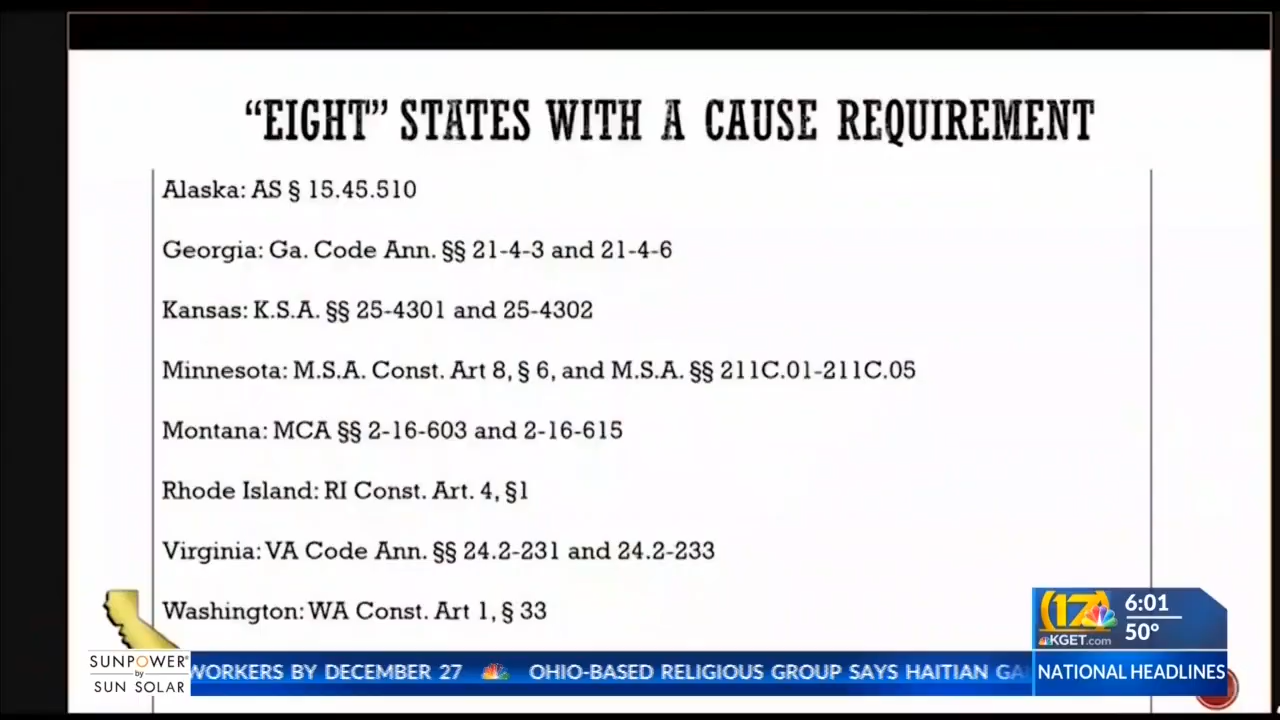 “EIGHT” STATES WITH A CAUSE REQUIREMENT
Alaska: AS § 15.45.510
Georgia: Ga. Code Ann. §§ 21-4-3 and 21-4-6
Kansas: K.S.A. §§ 25-4301 and 25-4302
Minnesota: M.S.A. Const. Art 8, § 6, and M.S.A. §§ 211C.01-211C.05
Montana: MCA §§ 2-16-603 and 2-16-615
Rhode Island: RI Const. Art. 4, §1
Virginia: VA Code Ann. §§ 24.2-231 and 24.2-233
Washington: WA Const. Art 1, § 33
17
KGET.com
6:01
50°
SUNPOWER®
by
SUN SOLAR
WORKERS BY DECEMBER 27 OHIO-BASED RELIGIOUS GROUP SAYS HAITIAN GA
NATIONAL HEADLINES